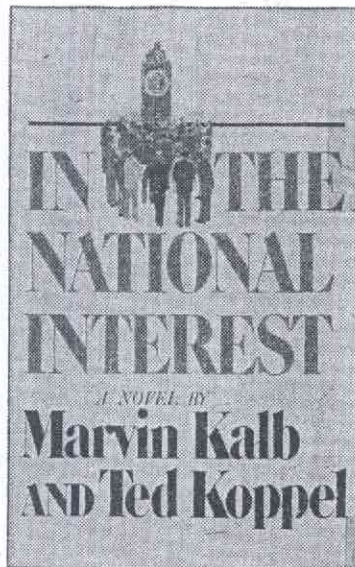 IN THE
NATIONAL
INTEREST
A NOVEL BY
Marvin Kalb
AND Ted Koppel